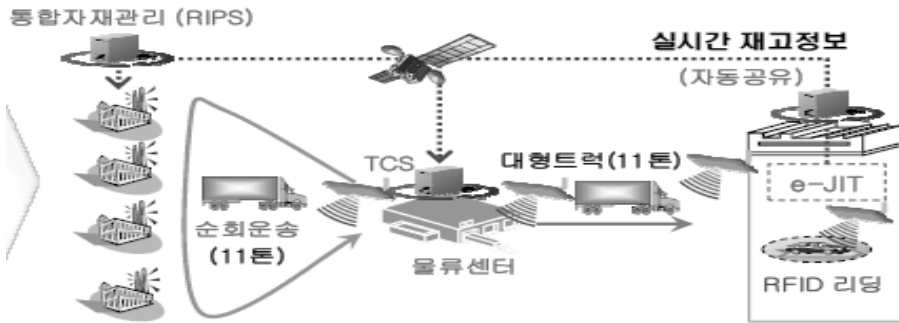 통합자재관리 (RIPS)
실시간 재고정보
(자동공유)
TCS
대형트럭(11톤)
e-JIT
순회운송
(11톤)
물류센터
RFID 리딩